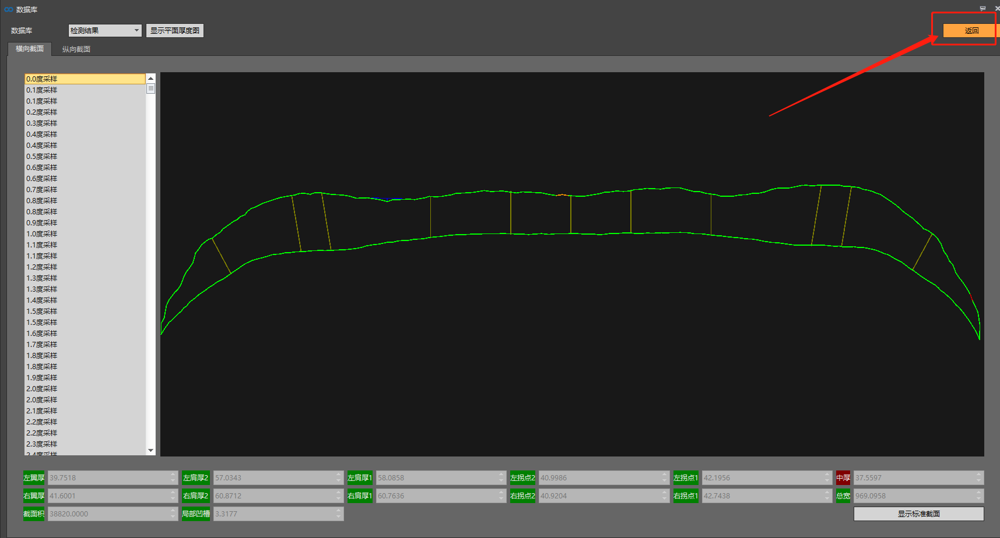 数据库
数据库 检测结果 显示平面厚度图 返回
横向截面 纵向截面
0.0度采样
0.1度采样
0.1度采样
0.2度采样
0.3度采样
0.4度采样
0.4度采样
0.5度采样
0.6度采样
0.6度采样
0.7度采样
0.8度采样
0.8度采样
0.9度采样
1.0度采样
1.1度采样
1.1度采样
1.2度采样
1.3度采样
1.3度采样
1.4度采样
1.5度采样
1.5度采样
1.6度采样
1.7度采样
1.8度采样
1.8度采样
1.9度采样
2.0度采样
2.0度采样
2.1度采样
2.2度采样
2.2度采样
2.3度采样
2.4度采样
左翼厚 39.7518 左肩厚2 57.0343 左肩厚1 58.0858 左拐点2 40.9986 左拐点1 42.1956 中厚 37.5597
右翼厚 41.6001 右肩厚2 60.8712 右肩厚1 60.7636 右拐点2 40.9204 右拐点1 42.7438 总宽 969.0958
截面积 38820.0000 局部凹槽 3.3177 显示标准截面